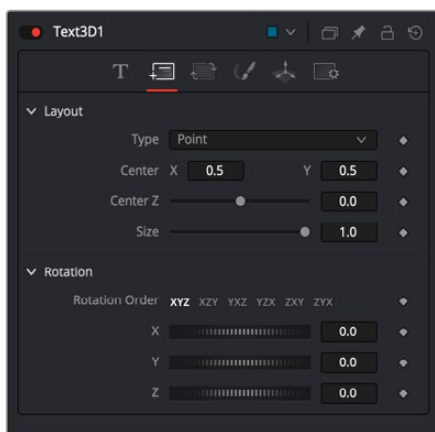 Text3D1
T
Layout
Type Point
Center X 0.5 Y 0.5
Center Z 0.0
Size 1.0
Rotation
Rotation Order XYZ XZY YXZ YZX ZXY ZYX
X 0.0
Y 0.0
Z 0.0